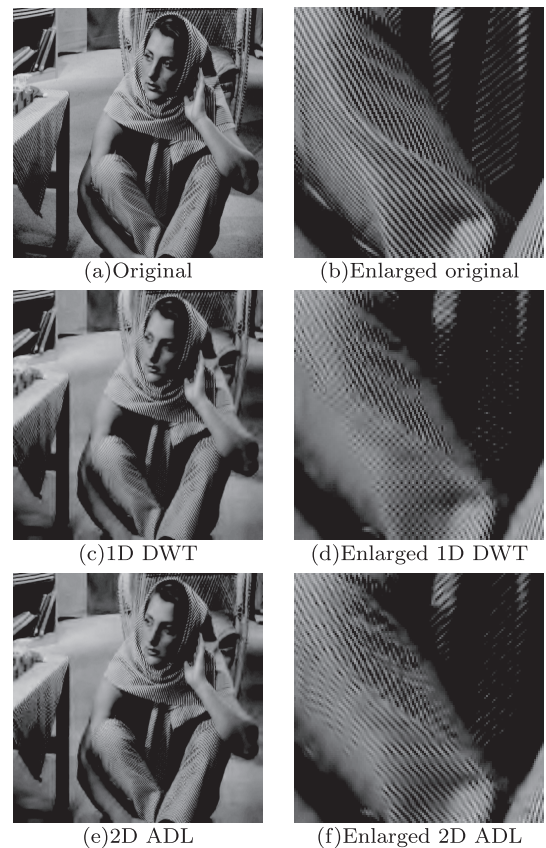 (a)Original
(b)Enlarged original
(c)1D DWT
(d)Enlarged 1D DWT
(e)2D ADL
(f)Enlarged 2D ADL